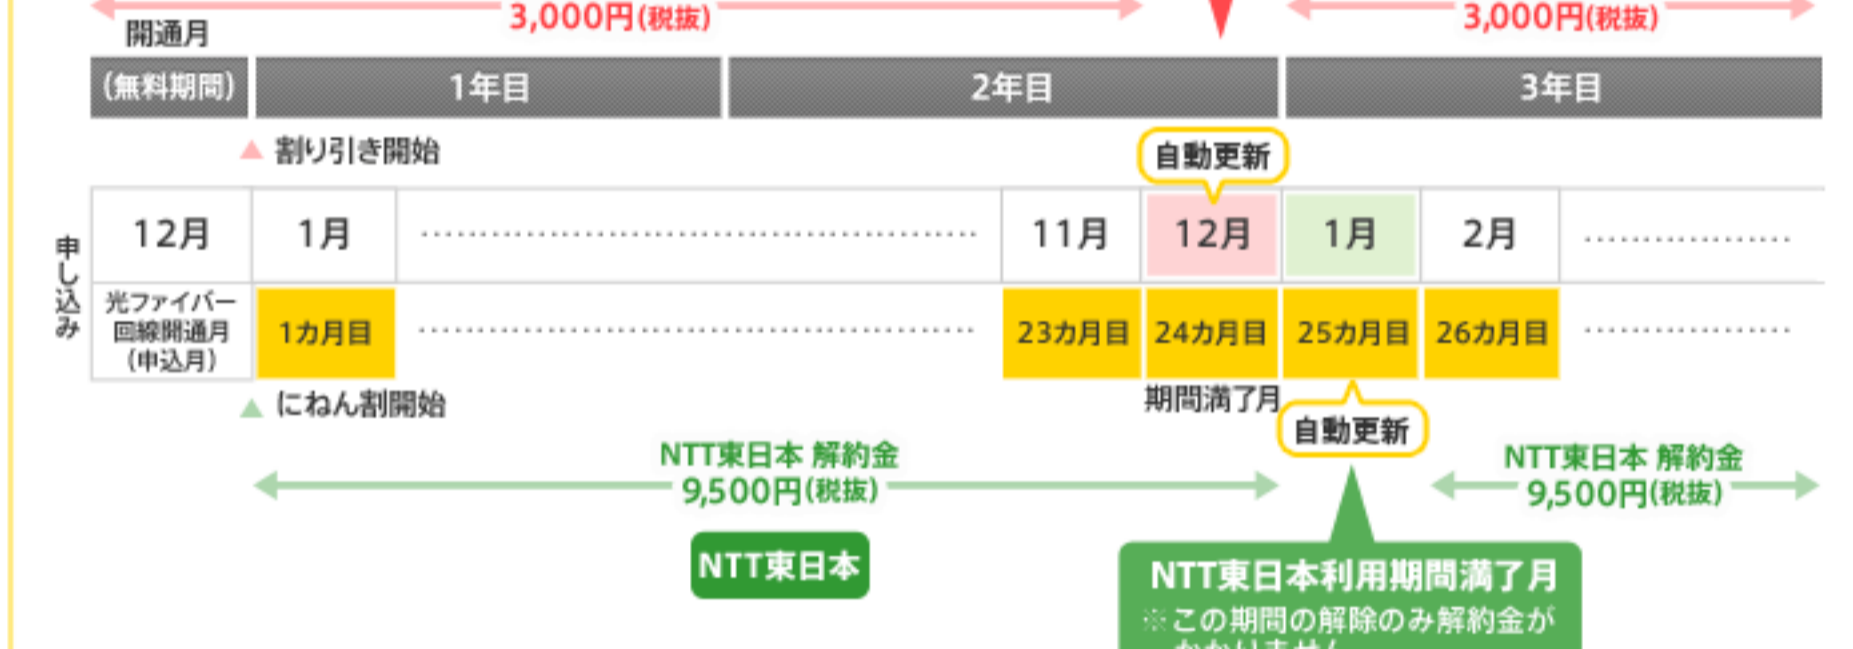 3,000円(税抜)
3,000円(税抜)
開通月
(無料期間)
1年目
2年目
3年目
▲ 割り引き開始
自動更新
申し込み
12月
1月
11月
12月
1月
2月
光ファイバー
回線開通月
(申込月)
1カ月目
23カ月目
24カ月目
25カ月目
26カ月目
▲ にねん割開始
期間満了月
自動更新
NTT東日本 解約金
9,500円(税抜)
NTT東日本 解約金
9,500円(税抜)
NTT東日本
NTT東日本利用期間満了月
※この期間の解除のみ解約金が
かかりません